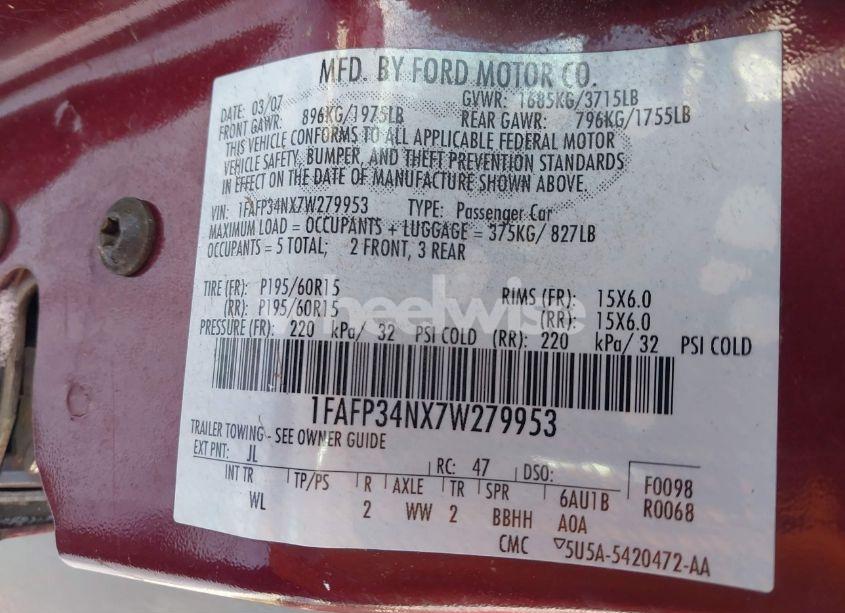 MFD. BY FORD MOTOR CO.
DATE: 03/07 GVWR: 1685KG/3715LB
FRONT GAWR: 896KG/1975LB REAR GAWR: 796KG/1755LB
THIS VEHICLE CONFORMS TO ALL APPLICABLE FEDERAL MOTOR
VEHICLE SAFETY, BUMPER, AND THEFT PREVENTION STANDARDS
IN EFFECT ON THE DATE OF MANUFACTURE SHOWN ABOVE.
VIN: 1FAFP34NX7W279953 TYPE: Passenger Car
MAXIMUM LOAD = OCCUPANTS + LUGGAGE = 375KG/ 827LB
OCCUPANTS = 5 TOTAL; 2 FRONT, 3 REAR
TIRE (FR): P195/60R15 RIMS (FR): 15X6.0
(RR): P195/60R15 (RR): 15X6.0
PRESSURE (FR): 220 kPa/ 32 PSI COLD (RR): 220 kPa/ 32 PSI COLD
heelwise
1FAFP34NX7W279953
TRAILER TOWING - SEE OWNER GUIDE
EXT PNT: JL RC: 47 DSO: F0098
INT TR TP/PS R AXLE TR SPR 6AU1B R0068
WL 2 WW 2 BBHH A0A
CMC ▽5U5A-5420472-AA